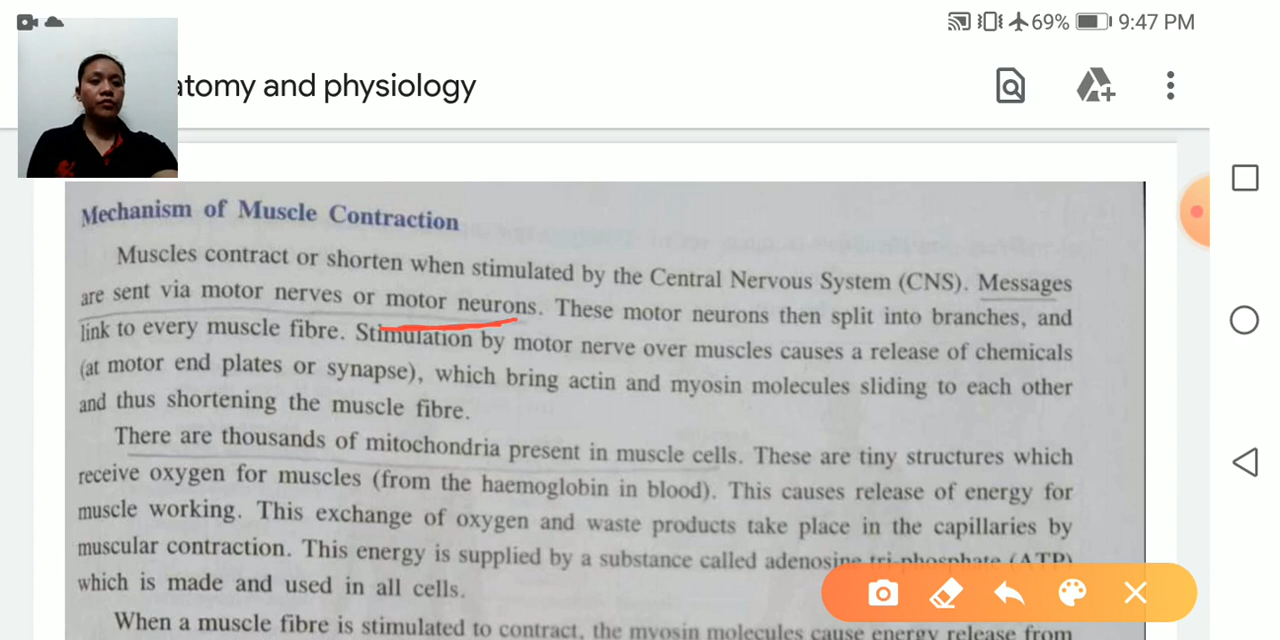 69% 9:47 PM
atomy and physiology
Mechanism of Muscle Contraction
Muscles contract or shorten when stimulated by the Central Nervous System (CNS). Messages
are sent via motor nerves or motor neurons. These motor neurons then split into branches, and
link to every muscle fibre. Stimulation by motor nerve over muscles causes a release of chemicals
(at motor end plates or synapse), which bring actin and myosin molecules sliding to each other
and thus shortening the muscle fibre.
There are thousands of mitochondria present in muscle cells. These are tiny structures which
receive oxygen for muscles (from the haemoglobin in blood). This causes release of energy for
muscle working. This exchange of oxygen and waste products take place in the capillaries by
muscular contraction. This energy is supplied by a substance called adenosine tri-phosphate (ATP)
which is made and used in all cells.
When a muscle fibre is stimulated to contract, the myosin molecules cause energy release from